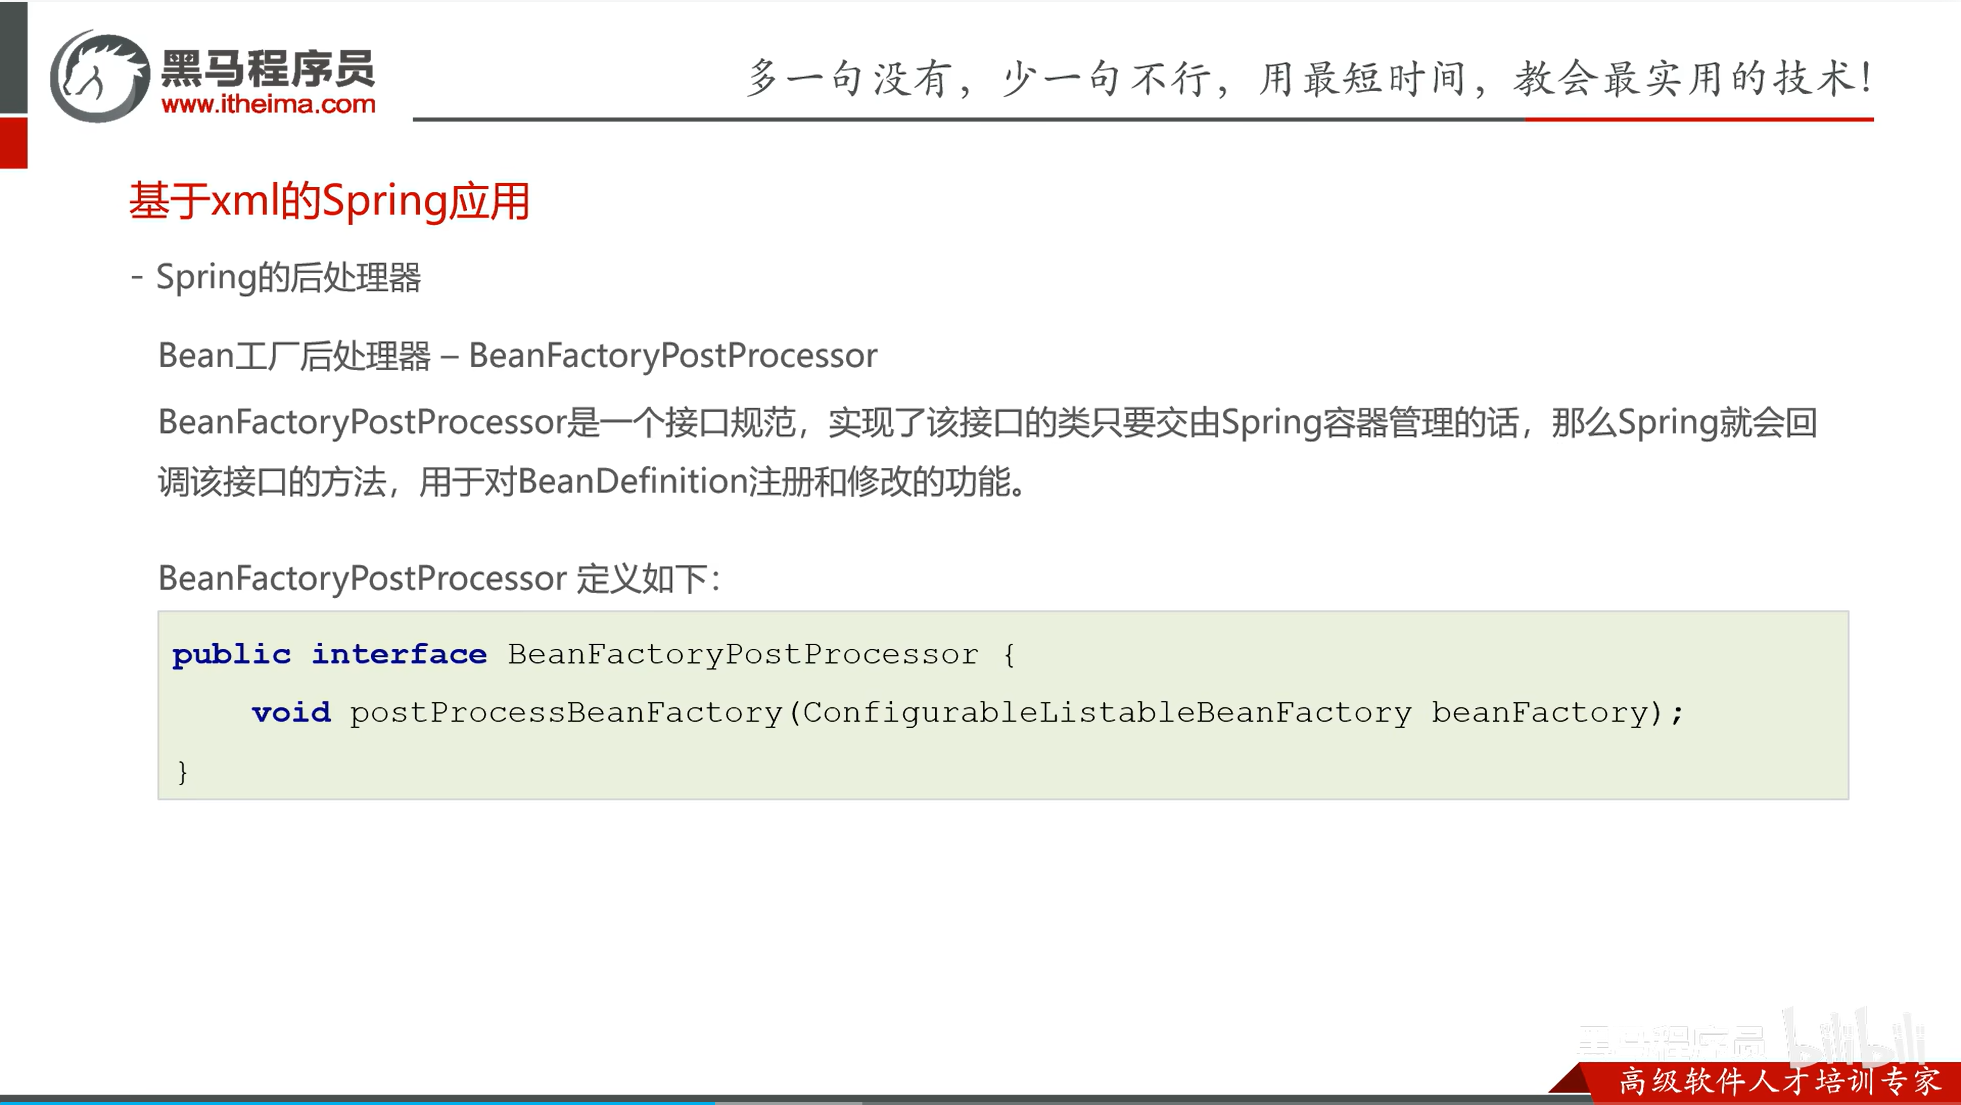 黑马程序员
www.itheima.com
多一句没有，少一句不行，用最短时间，教会最实用的技术！
基于xml的Spring应用
- Spring的后处理器
Bean工厂后处理器 – BeanFactoryPostProcessor
BeanFactoryPostProcessor是一个接口规范，实现了该接口的类只要交由Spring容器管理的话，那么Spring就会回
调该接口的方法，用于对BeanDefinition注册和修改的功能。
BeanFactoryPostProcessor 定义如下：
public interface BeanFactoryPostProcessor {
void postProcessBeanFactory(ConfigurableListableBeanFactory beanFactory);
}
黑马程序员 bilibili
高级软件人才培训专家